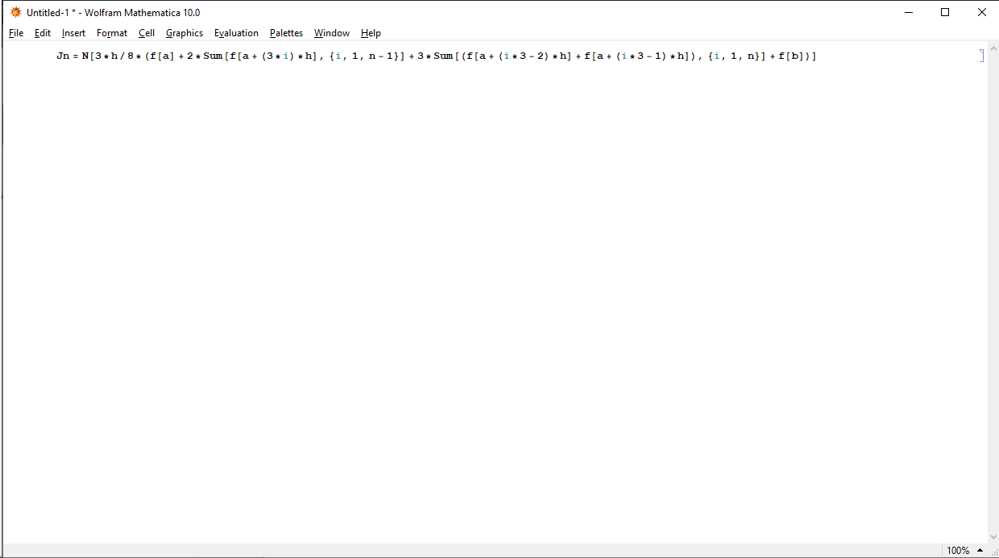 Untitled-1 * - Wolfram Mathematica 10.0
File Edit Insert Format Cell Graphics Evaluation Palettes Window Help
Jn = N[3*h/8*(f[a] + 2*Sum[f[a + (3*i)*h], {i, 1, n-1}] + 3*Sum[(f[a + (i*3-2)*h] + f[a + (i*3-1)*h]), {i, 1, n}] + f[b])]
100%